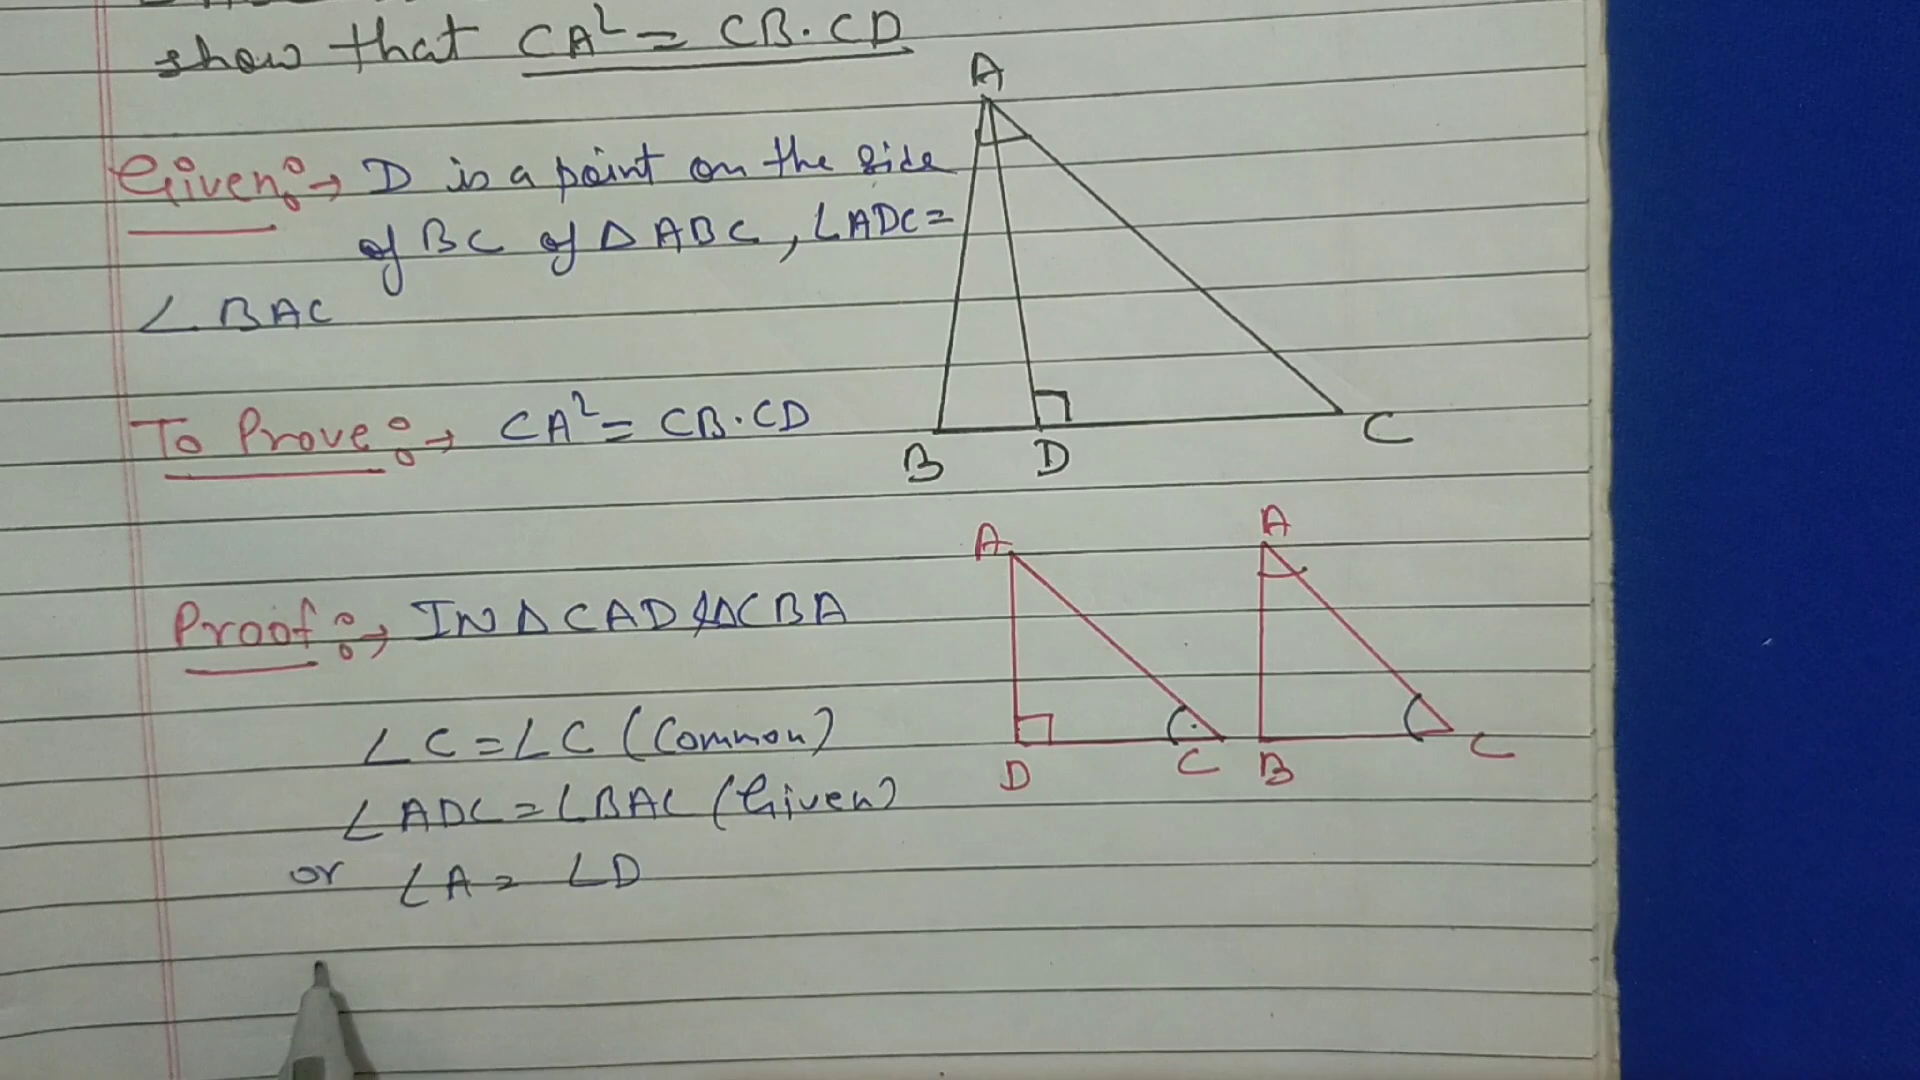 show that CA² = CB·CD
Given:→ D is a point on the side
of BC of △ABC, ∠ADC =
∠BAC
To Prove:→ CA² = CB·CD
Proof:→ IN △CAD & △CBA
∠C = ∠C (Common)
∠ADC = ∠BAC (Given)
or ∠A = ∠D
A
B
D
C
A
D
C
A
B
C